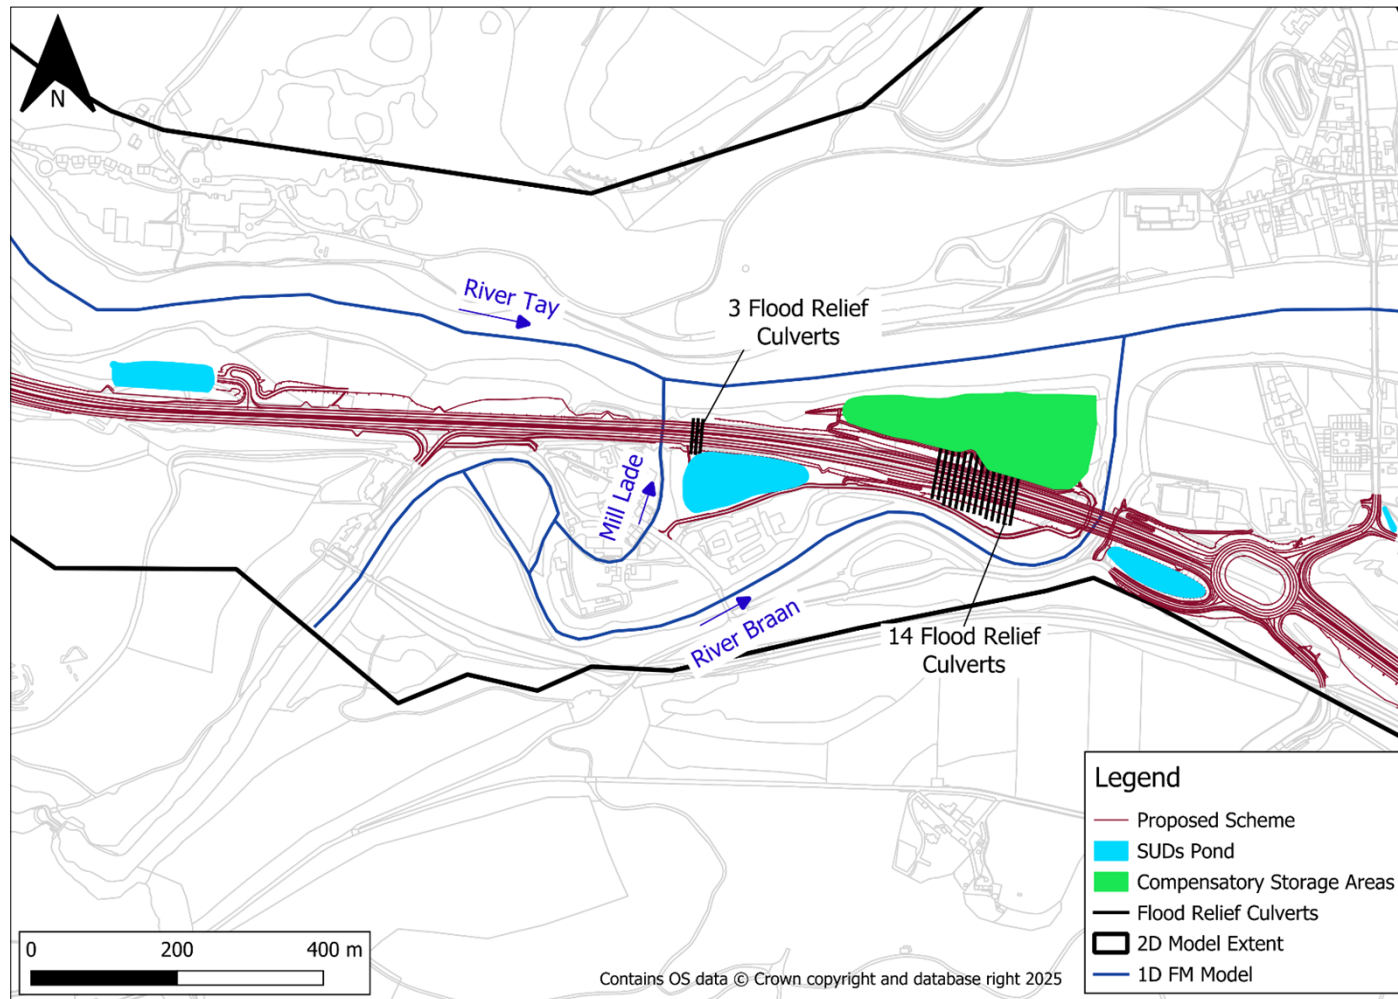 N
River Tay
3 Flood Relief
Culverts
Mill Lade
River Braan
14 Flood Relief
Culverts
Legend
Proposed Scheme
SUDs Pond
Compensatory Storage Areas
Flood Relief Culverts
2D Model Extent
1D FM Model
0 200 400 m
Contains OS data © Crown copyright and database right 2025